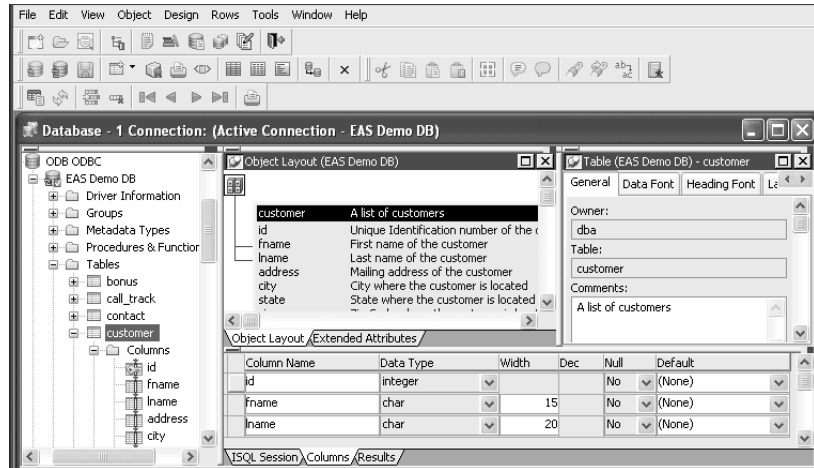 File Edit View Object Design Rows Tools Window Help
Database - 1 Connection: (Active Connection - EAS Demo DB)
ODB ODBC
EAS Demo DB
Driver Information
Groups
Metadata Types
Procedures & Function
Tables
bonus
call_track
contact
customer
Columns
id
fname
lname
address
city
Object Layout (EAS Demo DB)
customer A list of customers
id Unique Identification number of the c
fname First name of the customer
lname Last name of the customer
address Mailing address of the customer
city City where the customer is located
state State where the customer is located
Object Layout Extended Attributes
Table (EAS Demo DB) - customer
General Data Font Heading Font La
Owner:
dba
Table:
customer
Comments:
A list of customers
Column Name Data Type Width Dec Null Default
id integer No (None)
fname char 15 No (None)
lname char 20 No (None)
ISQL Session Columns Results